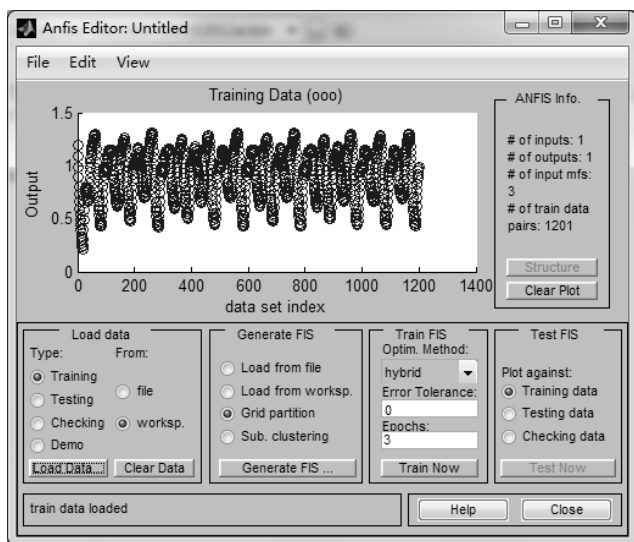 Anfis Editor: Untitled
File Edit View
Training Data (ooo)
1.5
1
0.5
0
Output
0 200 400 600 800 1000 1200 1400
data set index
ANFIS Info.
# of inputs: 1
# of outputs: 1
# of input mfs:
3
# of train data
pairs: 1201
Structure
Clear Plot
Load data
Type: From:
Training
file
Testing
Checking worksp.
Demo
Load Data... Clear Data
Generate FIS
Load from file
Load from worksp.
Grid partition
Sub. clustering
Generate FIS ...
Train FIS
Optim. Method:
hybrid
Error Tolerance:
0
Epochs:
3
Train Now
Test FIS
Plot against:
Training data
Testing data
Checking data
Test Now
train data loaded
Help Close